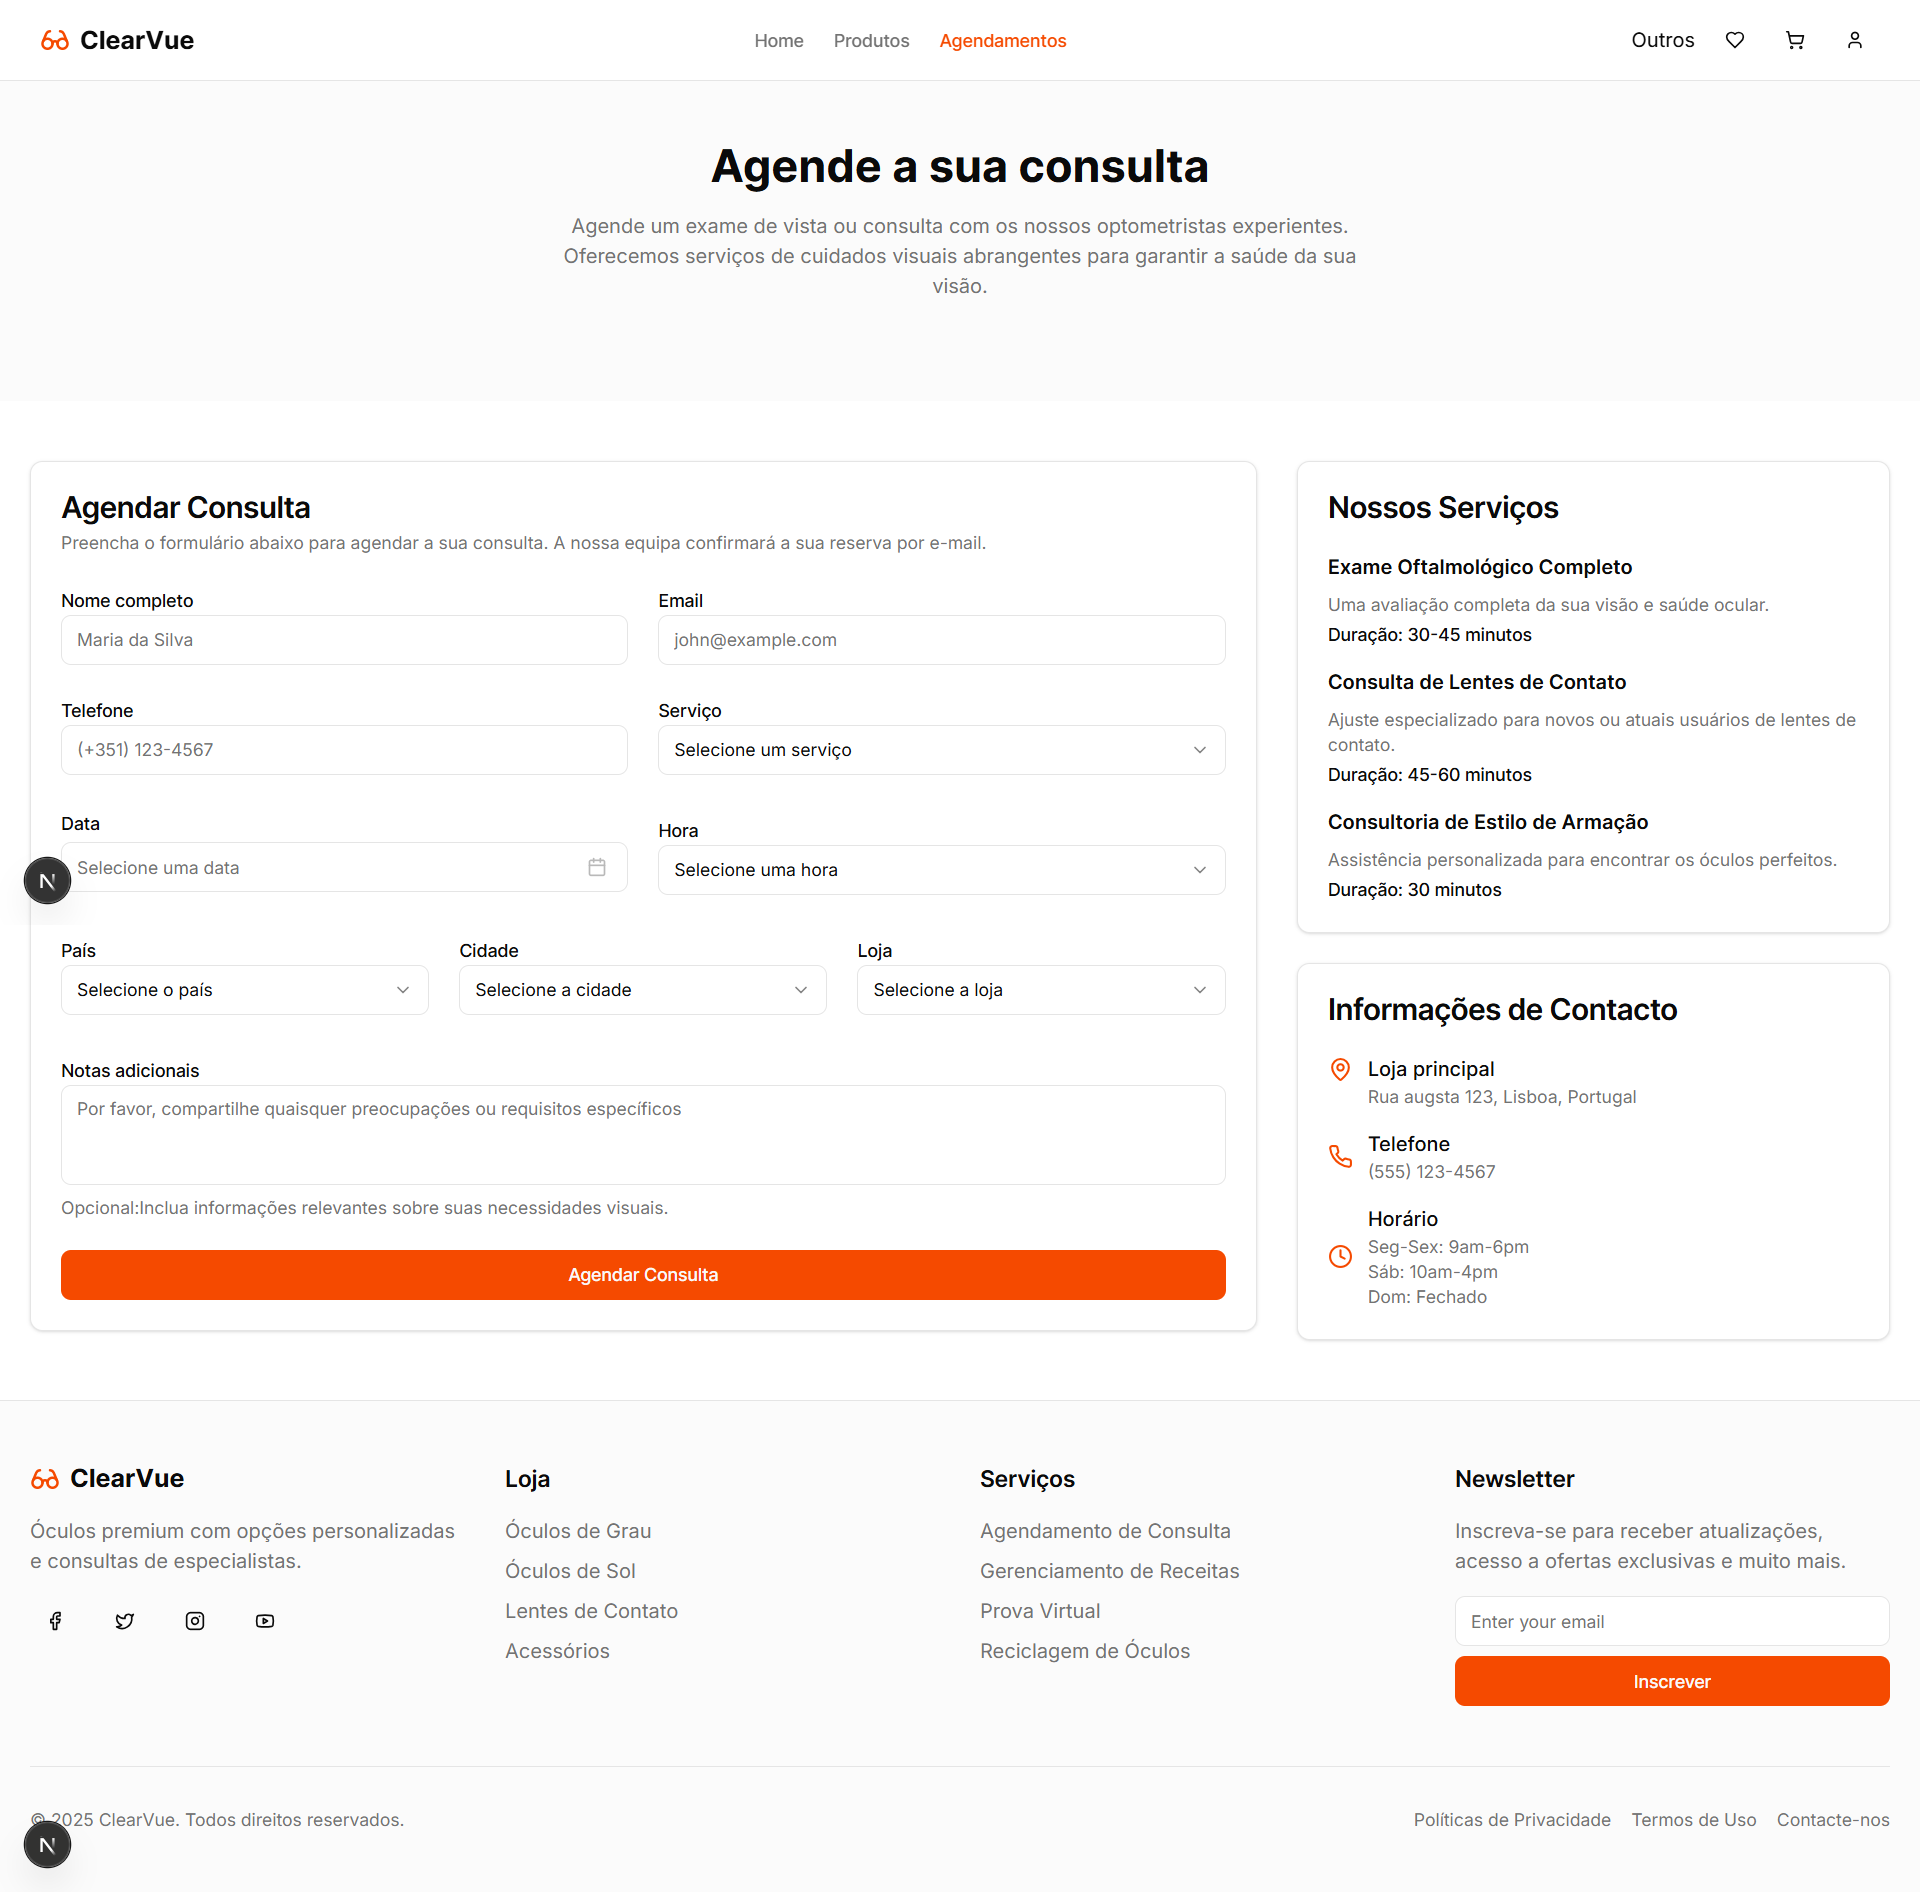 ClearVue
Home
Produtos
Agendamentos
Outros
Agende a sua consulta
Agende um exame de vista ou consulta com os nossos optometristas experientes.
Oferecemos serviços de cuidados visuais abrangentes para garantir a saúde da sua
visão.
Agendar Consulta
Preencha o formulário abaixo para agendar a sua consulta. A nossa equipa confirmará a sua reserva por e-mail.
Nome completo
Maria da Silva
Email
john@example.com
Telefone
(+351) 123-4567
Serviço
Selecione um serviço
Data
Selecione uma data
Hora
Selecione uma hora
País
Selecione o país
Cidade
Selecione a cidade
Loja
Selecione a loja
Notas adicionais
Por favor, compartilhe quaisquer preocupações ou requisitos específicos
Opcional:Inclua informações relevantes sobre suas necessidades visuais.
Agendar Consulta
Nossos Serviços
Exame Oftalmológico Completo
Uma avaliação completa da sua visão e saúde ocular.
Duração: 30-45 minutos
Consulta de Lentes de Contato
Ajuste especializado para novos ou atuais usuários de lentes de
contato.
Duração: 45-60 minutos
Consultoria de Estilo de Armação
Assistência personalizada para encontrar os óculos perfeitos.
Duração: 30 minutos
Informações de Contacto
Loja principal
Rua augsta 123, Lisboa, Portugal
Telefone
(555) 123-4567
Horário
Seg-Sex: 9am-6pm
Sáb: 10am-4pm
Dom: Fechado
N
ClearVue
Óculos premium com opções personalizadas
e consultas de especialistas.
Loja
Óculos de Grau
Óculos de Sol
Lentes de Contato
Acessórios
Serviços
Agendamento de Consulta
Gerenciamento de Receitas
Prova Virtual
Reciclagem de Óculos
Newsletter
Inscreva-se para receber atualizações,
acesso a ofertas exclusivas e muito mais.
Enter your email
Inscrever
© 2025 ClearVue. Todos direitos reservados.
Políticas de Privacidade
Termos de Uso
Contacte-nos
N